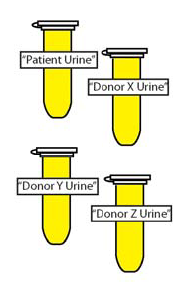 "Patient Urine"
"Donor X Urine"
"Donor Y Urine"
"Donor Z Urine"